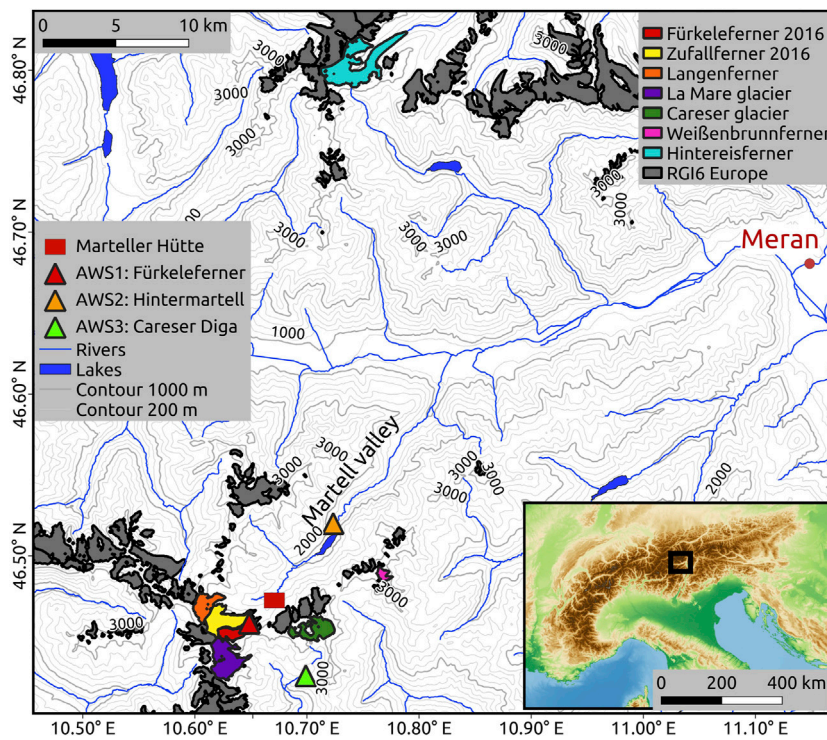 0 5 10 km
Fürkeleferner 2016
Zufallferner 2016
Langenferner
La Mare glacier
Careser glacier
Weißenbrunnferner
Hintereisferner
RGI6 Europe
46.80° N
46.70° N
46.60° N
46.50° N
3000
3000
3000
3000
3000
3000
3000
3000
3000
Meran
Marteller Hütte
AWS1: Fürkeleferner
AWS2: Hintermartell
AWS3: Careser Diga
Rivers
Lakes
Contour 1000 m
Contour 200 m
1000
Martell valley
3000
3000
3000
3000
2000
2000
3000
3000
3000
0 200 400 km
10.50° E 10.60° E 10.70° E 10.80° E 10.90° E 11.00° E 11.10° E